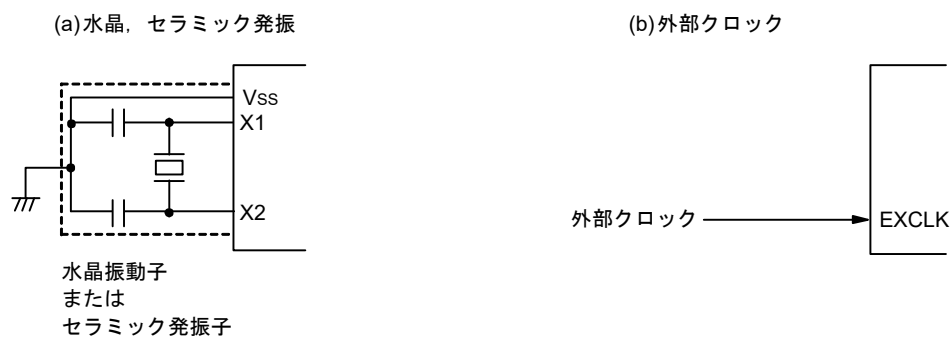 (a)水晶，セラミック発振
VSS
X1
X2
水晶振動子
または
セラミック発振子
(b)外部クロック
外部クロック
EXCLK